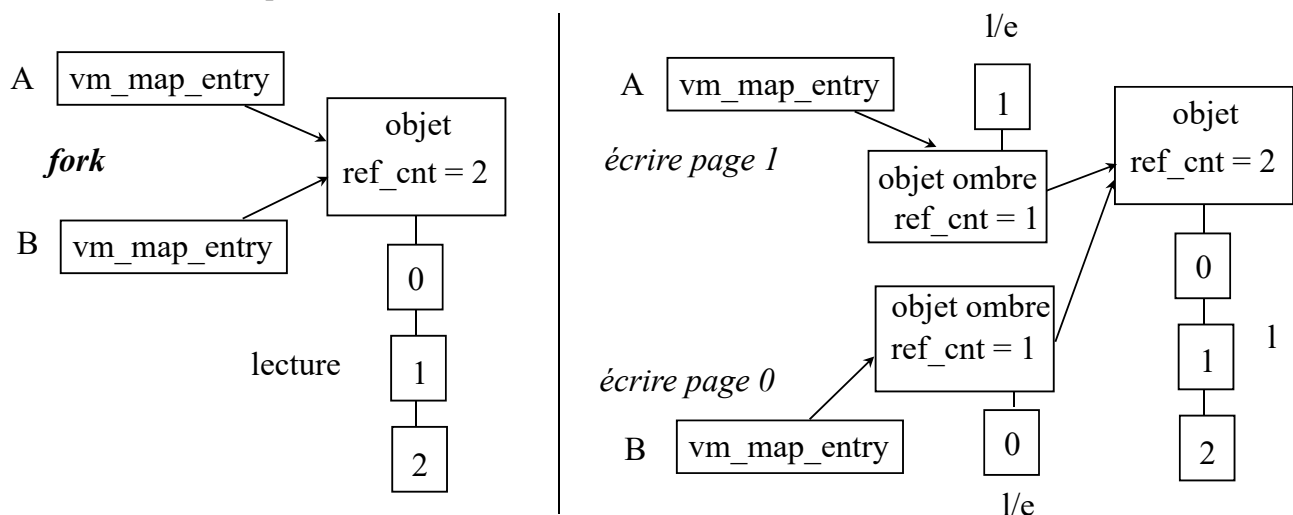 A
vm_map_entry
objet
ref_cnt = 2
fork
B
vm_map_entry
0
lecture
1
2
l/e
A
vm_map_entry
1
objet
ref_cnt = 2
écrire page 1
objet ombre
ref_cnt = 1
0
objet ombre
ref_cnt = 1
1
l
écrire page 0
B
vm_map_entry
0
2
l/e